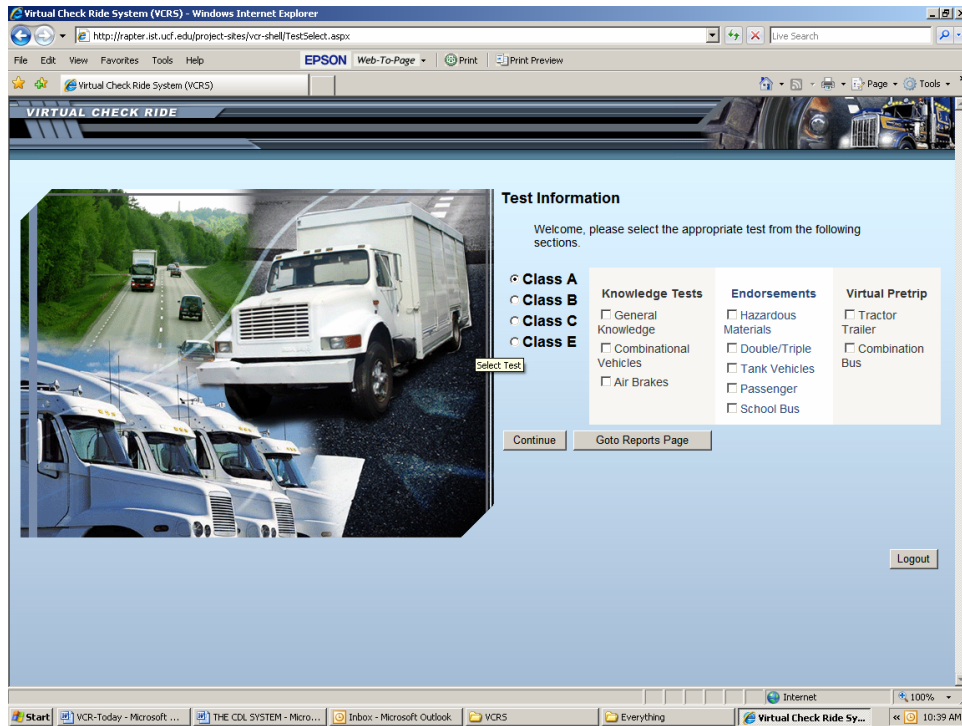 Virtual Check Ride System (VCRS) - Windows Internet Explorer
http://rapter.ist.ucf.edu/project-sites/vcr-shell/TestSelect.aspx
Live Search
File Edit View Favorites Tools Help
EPSON Web-To-Page Print Print Preview
Virtual Check Ride System (VCRS)
Page Tools
VIRTUAL CHECK RIDE
Test Information
Welcome, please select the appropriate test from the following
sections.
Class A
Class B
Class C
Class E
Select Test
Knowledge Tests
General
Knowledge
Combinational
Vehicles
Air Brakes
Endorsements
Hazardous
Materials
Double/Triple
Tank Vehicles
Passenger
School Bus
Virtual Pretrip
Tractor
Trailer
Combination
Bus
Continue
Goto Reports Page
Logout
Internet
100%
Start VCR-Today - Microsoft ... THE CDL SYSTEM - Micro... Inbox - Microsoft Outlook VCRS Everything Virtual Check Ride Sy... « 10:39 AM